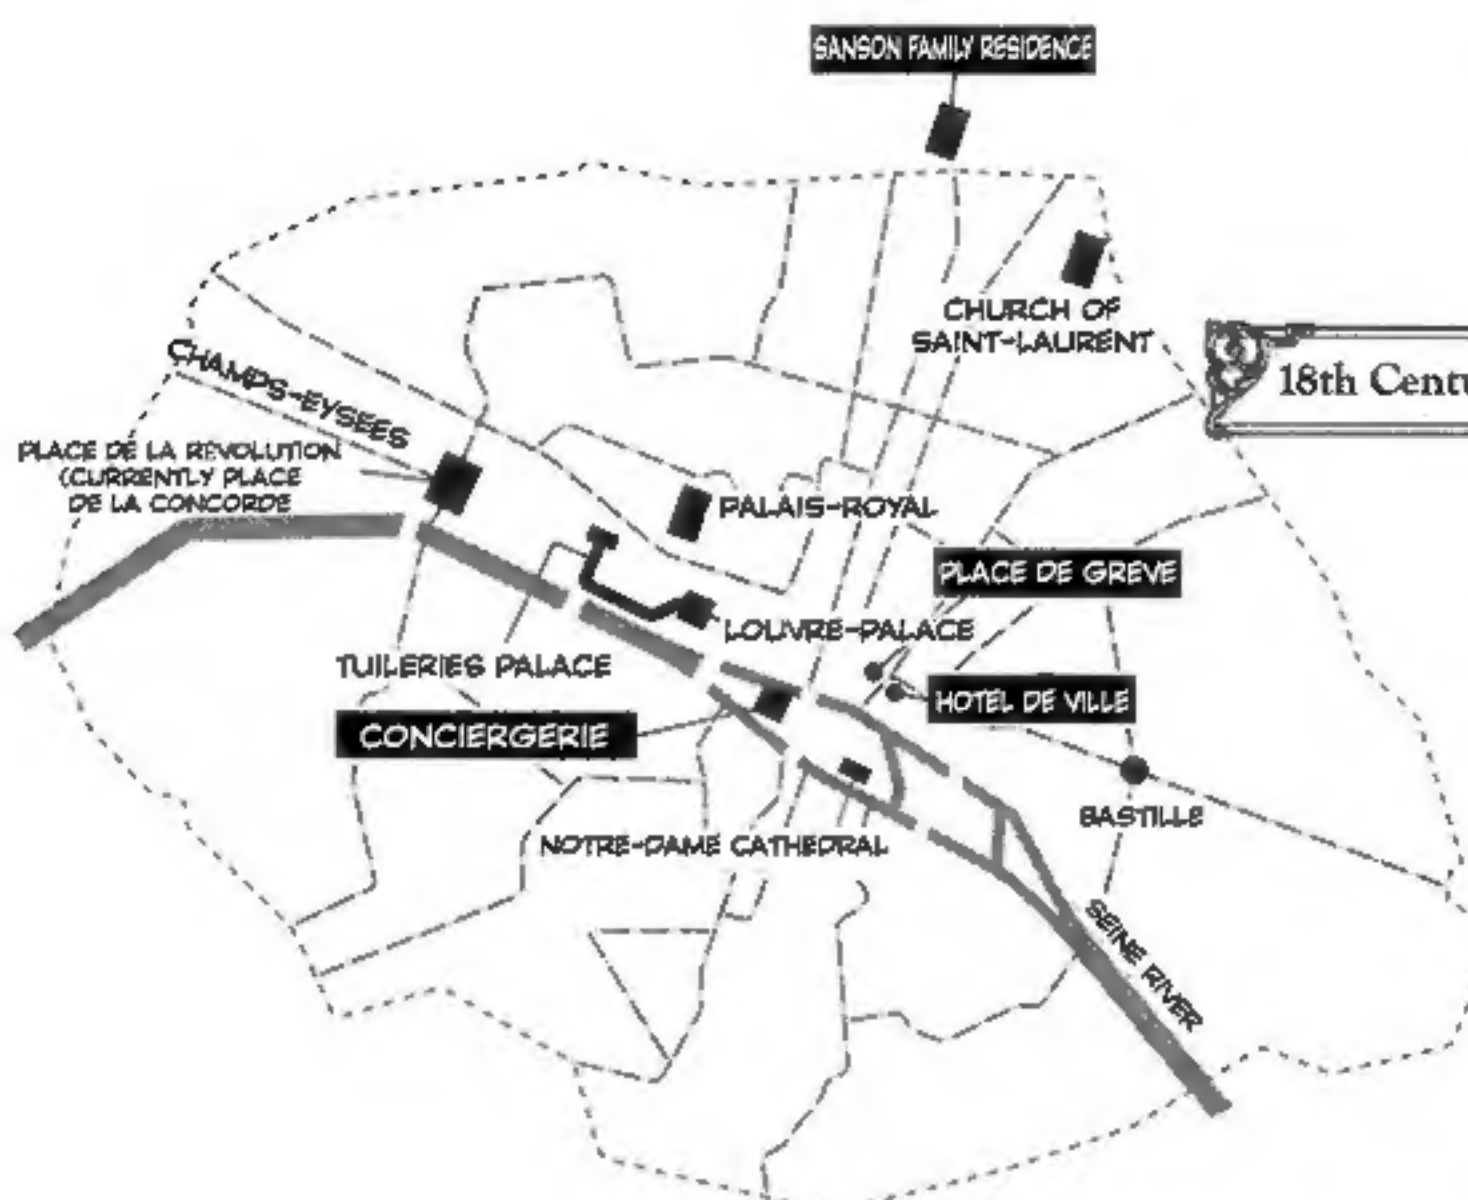 SANSON FAMILY RESIDENCE
CHURCH OF
SAINT-LAURENT
18th Centu
CHAMPS-EYSEES
PLACE DE LA REVOLUTION
(CURRENTLY PLACE
DE LA CONCORDE
PALAIS-ROYAL
PLACE DE GREVE
LOUVRE-PALACE
TUILERIES PALACE
HOTEL DE VILLE
CONCIERGERIE
BASTILLE
NOTRE-DAME CATHEDRAL
SEINE RIVER